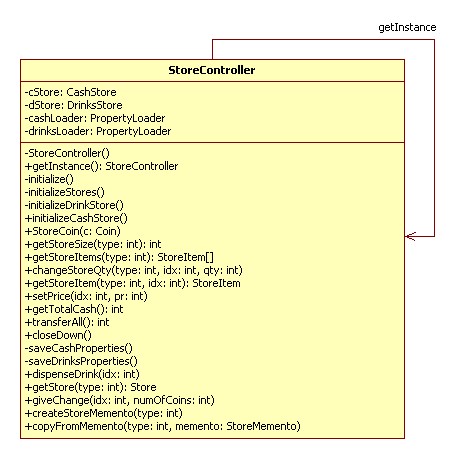 getInstance
StoreController
-cStore: CashStore
-dStore: DrinksStore
-cashLoader: PropertyLoader
-drinksLoader: PropertyLoader
-StoreController()
+getInstance(): StoreController
-initialize()
-initializeStores()
-initializeDrinkStore()
+initializeCashStore()
+StoreCoin(c: Coin)
+getStoreSize(type: int): int
+getStoreItems(type: int): StoreItem[]
+changeStoreQty(type: int, idx: int, qty: int)
+getStoreItem(type: int, idx: int): StoreItem
+setPrice(idx: int, pr: int)
+getTotalCash(): int
+transferAll(): int
+closeDown()
-saveCashProperties()
-saveDrinksProperties()
+dispenseDrink(idx: int)
+getStore(type: int): Store
+giveChange(idx: int, numOfCoins: int)
+createStoreMemento(type: int)
+copyFromMemento(type: int, memento: StoreMemento)